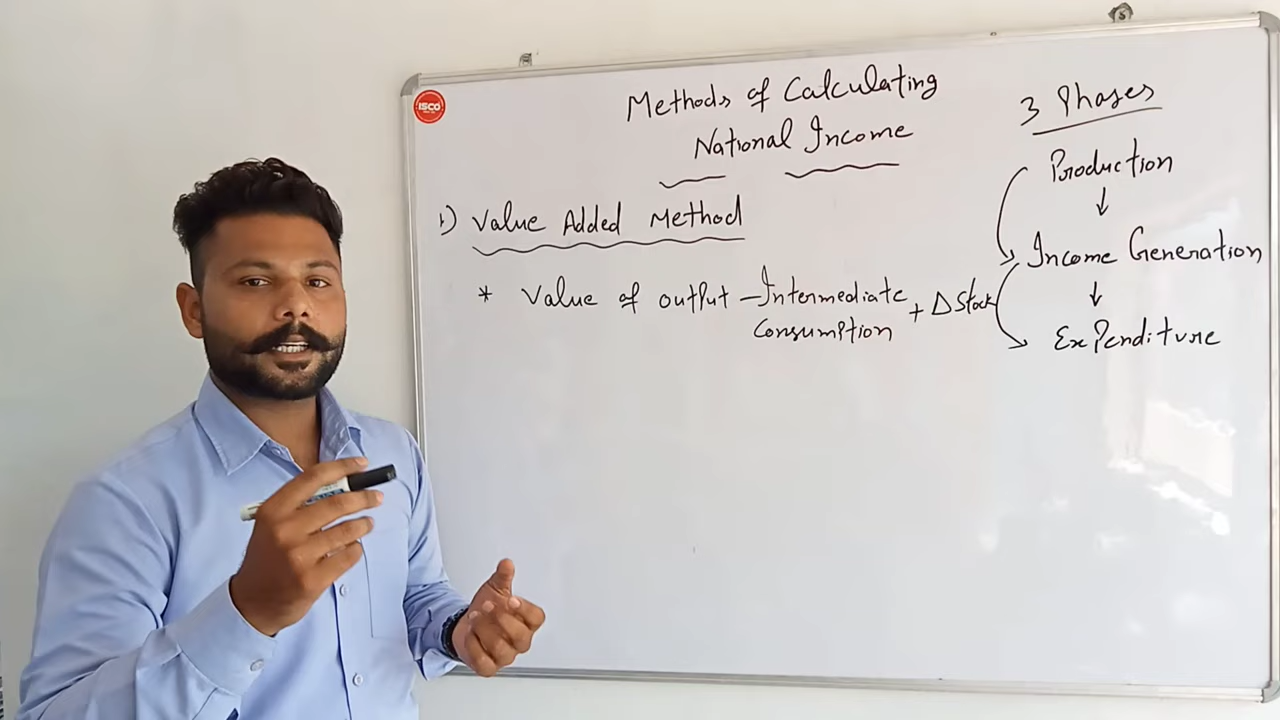 ISCO
Methods of Calculating
National Income
1) Value Added Method
* Value of output - Intermediate Consumption + Δ Stock
3 Phases
Production
↓
Income Generation
↓
Expenditure